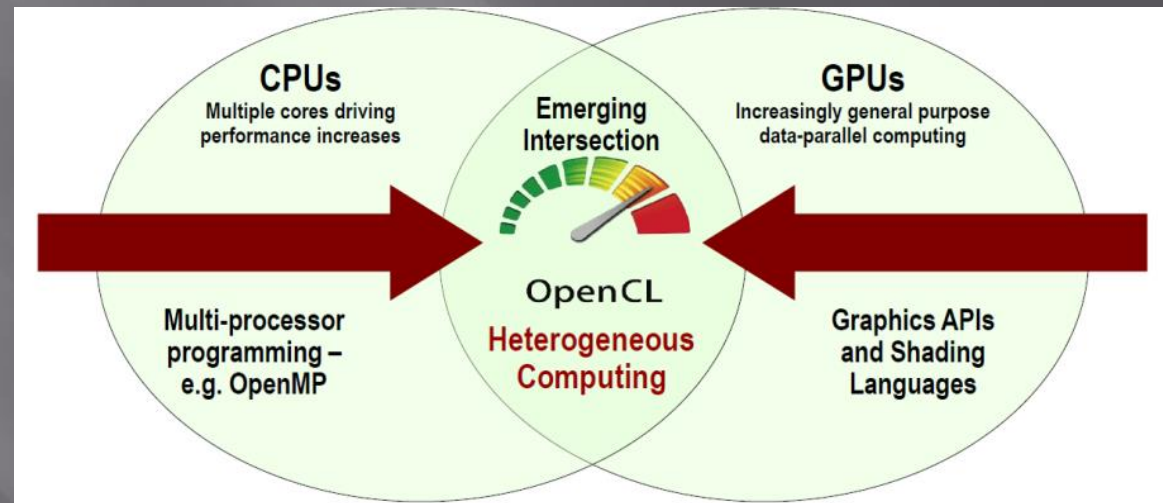 CPUs
Multiple cores driving
performance increases
Emerging
Intersection
GPUs
Increasingly general purpose
data-parallel computing
OpenCL
Heterogeneous
Computing
Multi-processor
programming –
e.g. OpenMP
Graphics APIs
and Shading
Languages